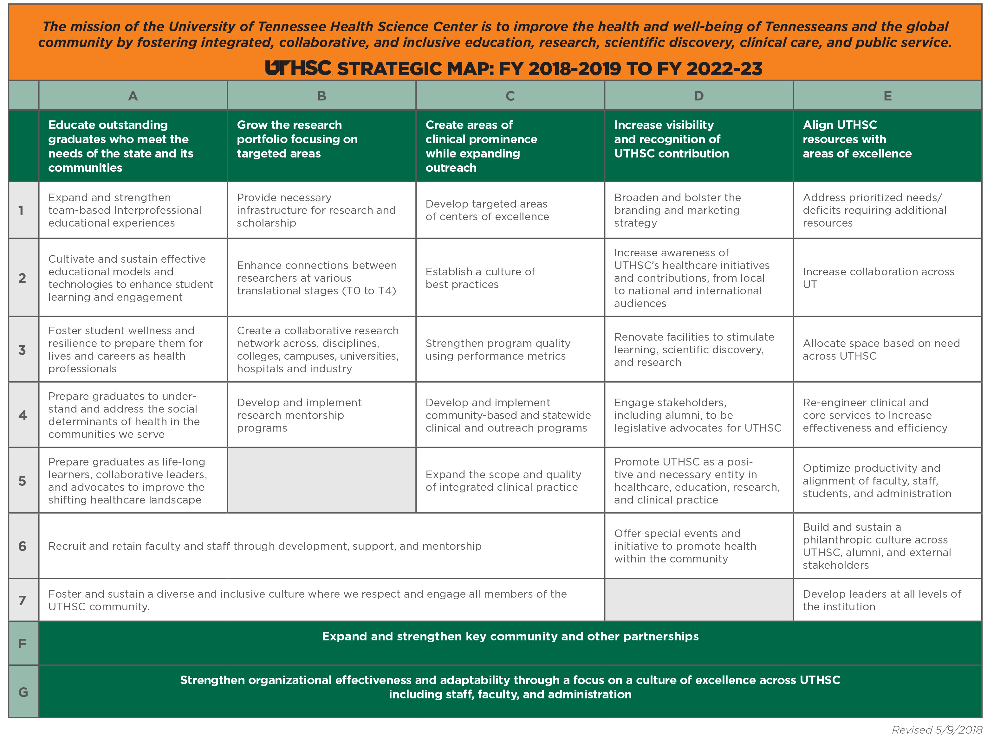 The mission of the University of Tennessee Health Science Center is to improve the health and well-being of Tennesseans and the global
community by fostering integrated, collaborative, and inclusive education, research, scientific discovery, clinical care, and public service.
UTHSC STRATEGIC MAP: FY 2018-2019 TO FY 2022-23
A
B
C
D
E
Educate outstanding
graduates who meet the
needs of the state and its
communities
Grow the research
portfolio focusing on
targeted areas
Create areas of
clinical prominence
while expanding
outreach
Increase visibility
and recognition of
UTHSC contribution
Align UTHSC
resources with
areas of excellence
1
Expand and strengthen
team-based Interprofessional
educational experiences
Provide necessary
infrastructure for research and
scholarship
Develop targeted areas
of centers of excellence
Broaden and bolster the
branding and marketing
strategy
Address prioritized needs/
deficits requiring additional
resources
2
Cultivate and sustain effective
educational models and
technologies to enhance student
learning and engagement
Enhance connections between
researchers at various
translational stages (T0 to T4)
Establish a culture of
best practices
Increase awareness of
UTHSC’s healthcare initiatives
and contributions, from local
to national and international
audiences
Increase collaboration across
UT
3
Foster student wellness and
resilience to prepare them for
lives and careers as health
professionals
Create a collaborative research
network across, disciplines,
colleges, campuses, universities,
hospitals and industry
Strengthen program quality
using performance metrics
Renovate facilities to stimulate
learning, scientific discovery,
and research
Allocate space based on need
across UTHSC
4
Prepare graduates to under-
stand and address the social
determinants of health in the
communities we serve
Develop and implement
research mentorship
programs
Develop and implement
community-based and statewide
clinical and outreach programs
Engage stakeholders,
including alumni, to be
legislative advocates for UTHSC
Re-engineer clinical and
core services to Increase
effectiveness and efficiency
5
Prepare graduates as life-long
learners, collaborative leaders,
and advocates to improve the
shifting healthcare landscape
Expand the scope and quality
of integrated clinical practice
Promote UTHSC as a posi-
tive and necessary entity in
healthcare, education, research,
and clinical practice
Optimize productivity and
alignment of faculty, staff,
students, and administration
6
Recruit and retain faculty and staff through development, support, and mentorship
Offer special events and
initiative to promote health
within the community
Build and sustain a
philanthropic culture across
UTHSC, alumni, and external
stakeholders
7
Foster and sustain a diverse and inclusive culture where we respect and engage all members of the
UTHSC community.
Develop leaders at all levels of
the institution
F
Expand and strengthen key community and other partnerships
G
Strengthen organizational effectiveness and adaptability through a focus on a culture of excellence across UTHSC
including staff, faculty, and administration
Revised 5/9/2018